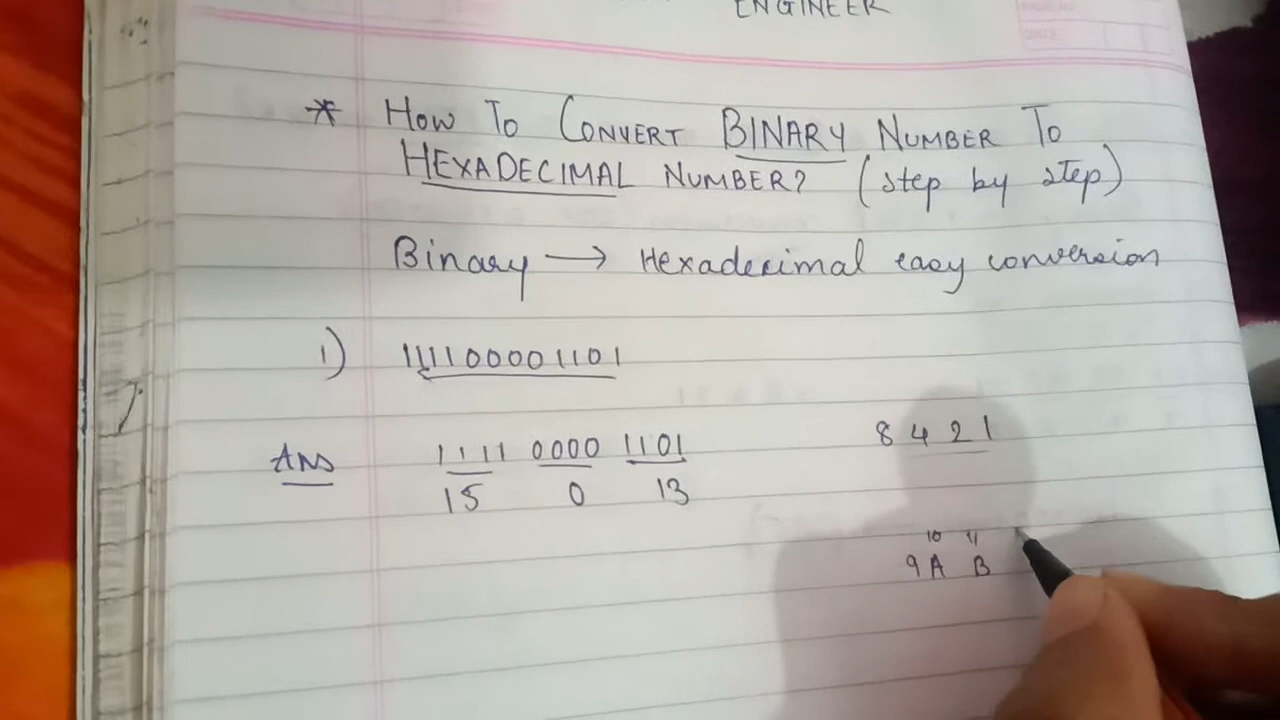 ENGINEER
* HOW TO CONVERT BINARY NUMBER TO
HEXADECIMAL NUMBER? (step by step)
Binary → Hexadecimal easy conversion
1) 111100001101
8 4 2 1
ANS 1111 0000 1101
15 0 13
10 11
9 A B